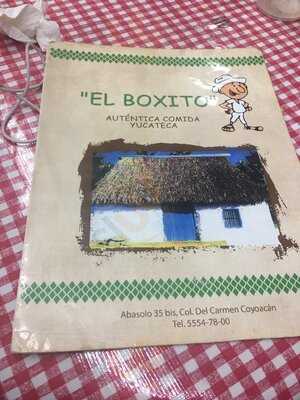 "EL BOXITO"
AUTÉNTICA COMIDA
YUCATECA
Abasolo 35 bis, Col. Del Carmen Coyoacán
Tel. 5554-78-00